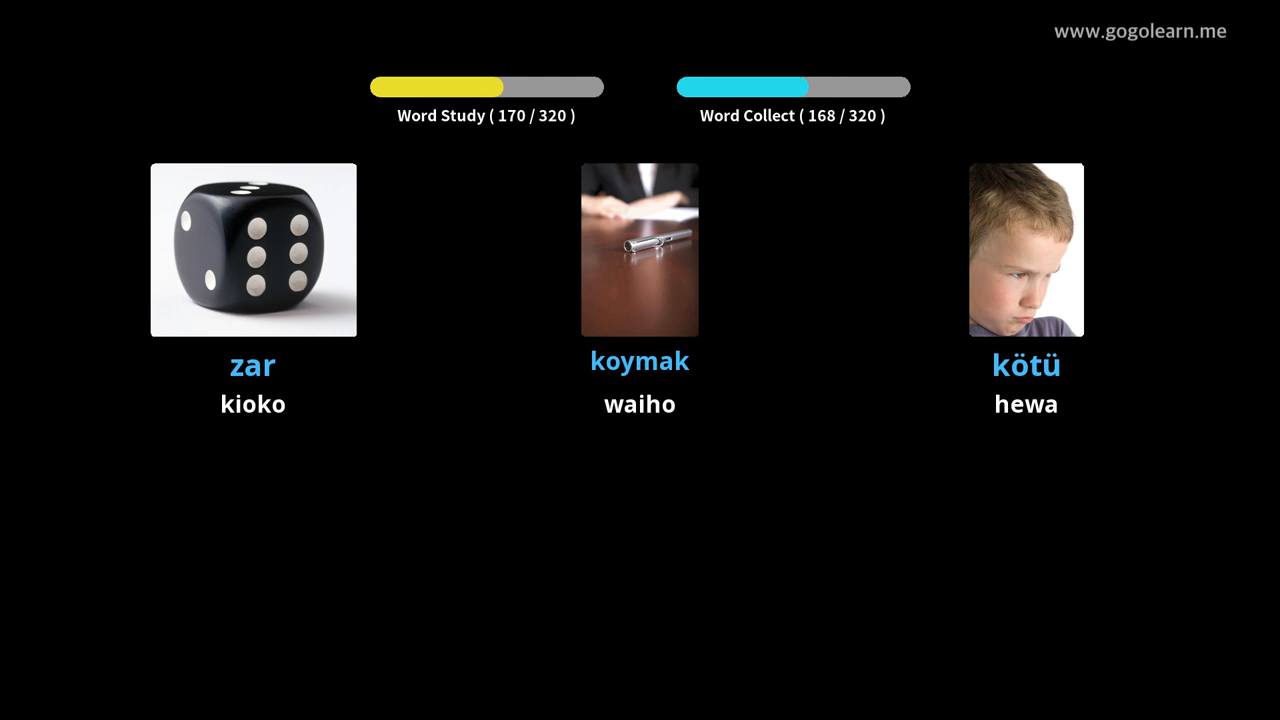 www.gogolearn.me
Word Study ( 170 / 320 )
Word Collect ( 168 / 320 )
zar
koymak
kötü
kioko
waiho
hewa